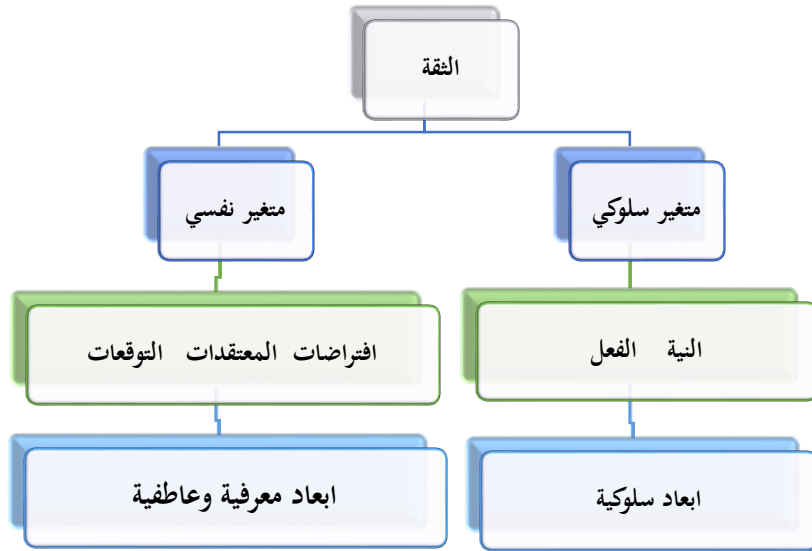 الثقة
متغير سلوكي
متغير نفسي
النية الفعل
افتراضات المعتقدات التوقعات
ابعاد سلوكية
ابعاد معرفية وعاطفية